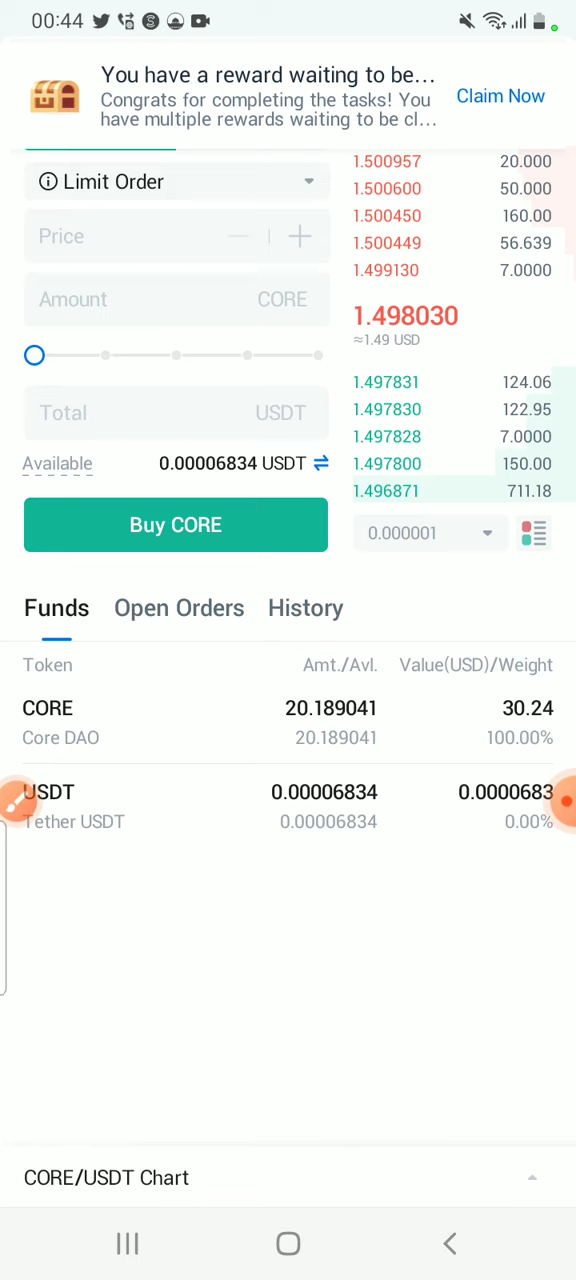 00:44
You have a reward waiting to be...
Congrats for completing the tasks! You
have multiple rewards waiting to be cl...
Claim Now
Limit Order
Price
Amount CORE
Total USDT
Available 0.00006834 USDT
Buy CORE
1.500957 20.000
1.500600 50.000
1.500450 160.00
1.500449 56.639
1.499130 7.0000
1.498030
≈1.49 USD
1.497831 124.06
1.497830 122.95
1.497828 7.0000
1.497800 150.00
1.496871 711.18
0.000001
Funds Open Orders History
Token Amt./Avl. Value(USD)/Weight
CORE 20.189041 30.24
Core DAO 20.189041 100.00%
USDT 0.00006834 0.0000683
Tether USDT 0.00006834 0.00%
CORE/USDT Chart